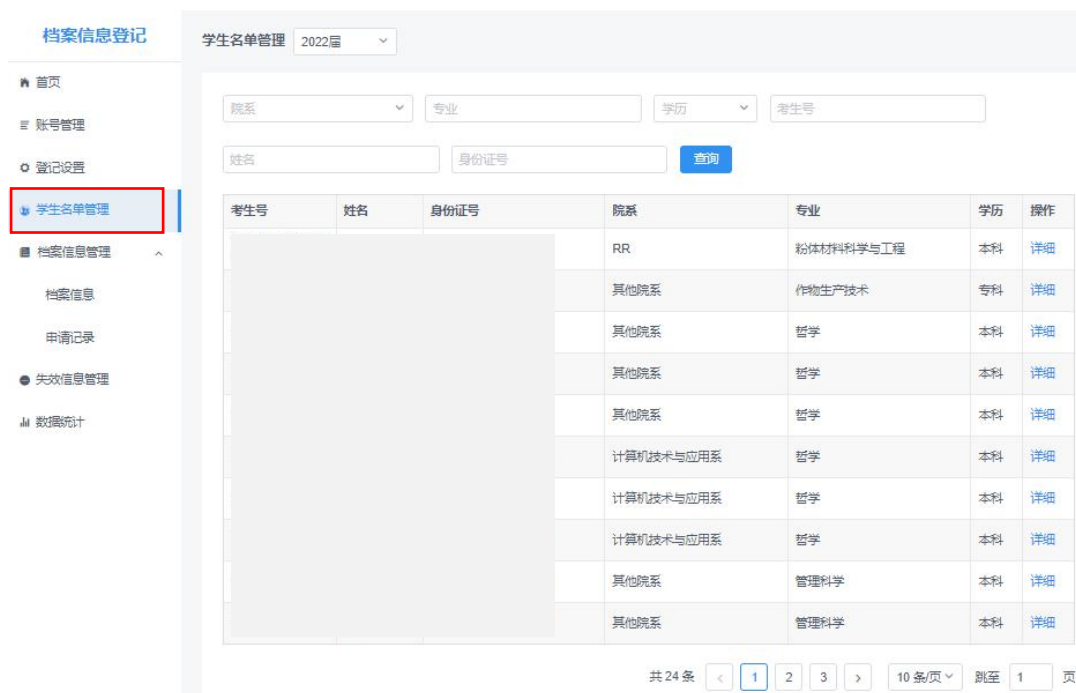 档案信息登记
首页
账号管理
登记设置
学生名单管理
档案信息管理
档案信息
申请记录
失效信息管理
数据统计
学生名单管理 2022届
院系 专业 学历 考生号
姓名 身份证号 查询
考生号 姓名 身份证号 院系 专业 学历 操作
RR 粉体材料科学与工程 本科 详细
其他院系 作物生产技术 专科 详细
其他院系 哲学 本科 详细
其他院系 哲学 本科 详细
其他院系 哲学 本科 详细
计算机技术与应用系 哲学 本科 详细
计算机技术与应用系 哲学 本科 详细
计算机技术与应用系 哲学 本科 详细
其他院系 管理科学 本科 详细
其他院系 管理科学 本科 详细
共 24 条 < 1 2 3 > 10 条/页 跳至 1 页